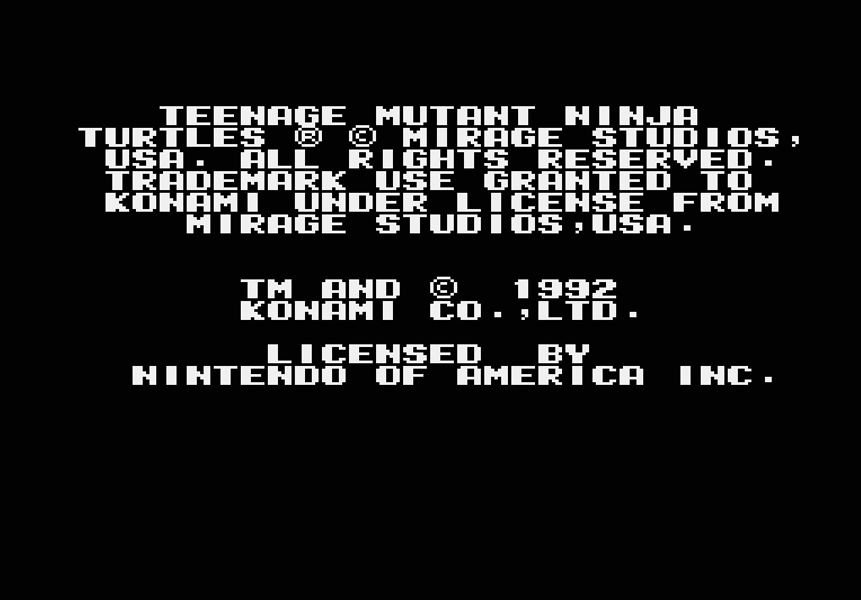 TEENAGE MUTANT NINJA
TURTLES ® © MIRAGE STUDIOS,
USA. ALL RIGHTS RESERVED.
TRADEMARK USE GRANTED TO
KONAMI UNDER LICENSE FROM
MIRAGE STUDIOS,USA.
TM AND © 1992
KONAMI CO.,LTD.
LICENSED BY
NINTENDO OF AMERICA INC.